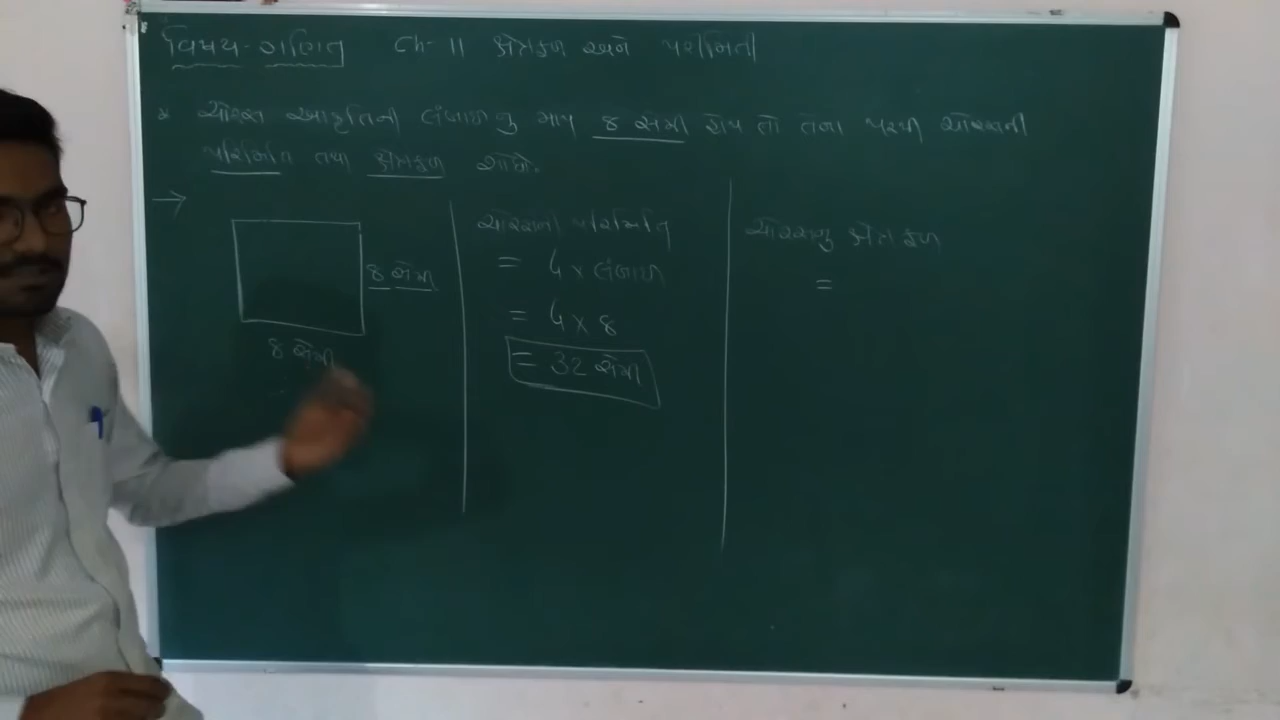 વિષય-ગણિત Ch-11 ક્ષેત્રફળ અને પરીમિતી
* ચોરસ આકૃતિની લંબાઈનુ માપ 8 સેમી હોય તો તેના પરથી ચોરસની
પરિમિતિ તથા ક્ષેત્રફળ શોધો.
→
8 સેમી
8 સેમી
ચોરસની પરિમિતિ
= 4 × લંબાઈ
= 4 × 8
= 32 સેમી
ચોરસનુ ક્ષેત્રફળ
=